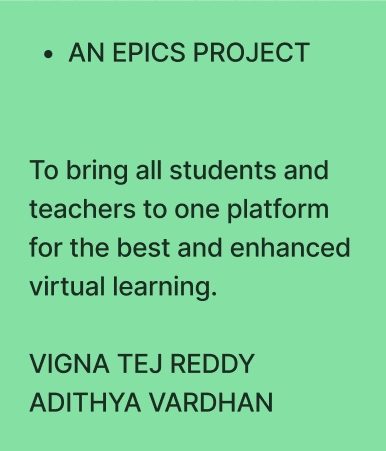 • AN EPICS PROJECT
To bring all students and
teachers to one platform
for the best and enhanced
virtual learning.
VIGNA TEJ REDDY
ADITHYA VARDHAN